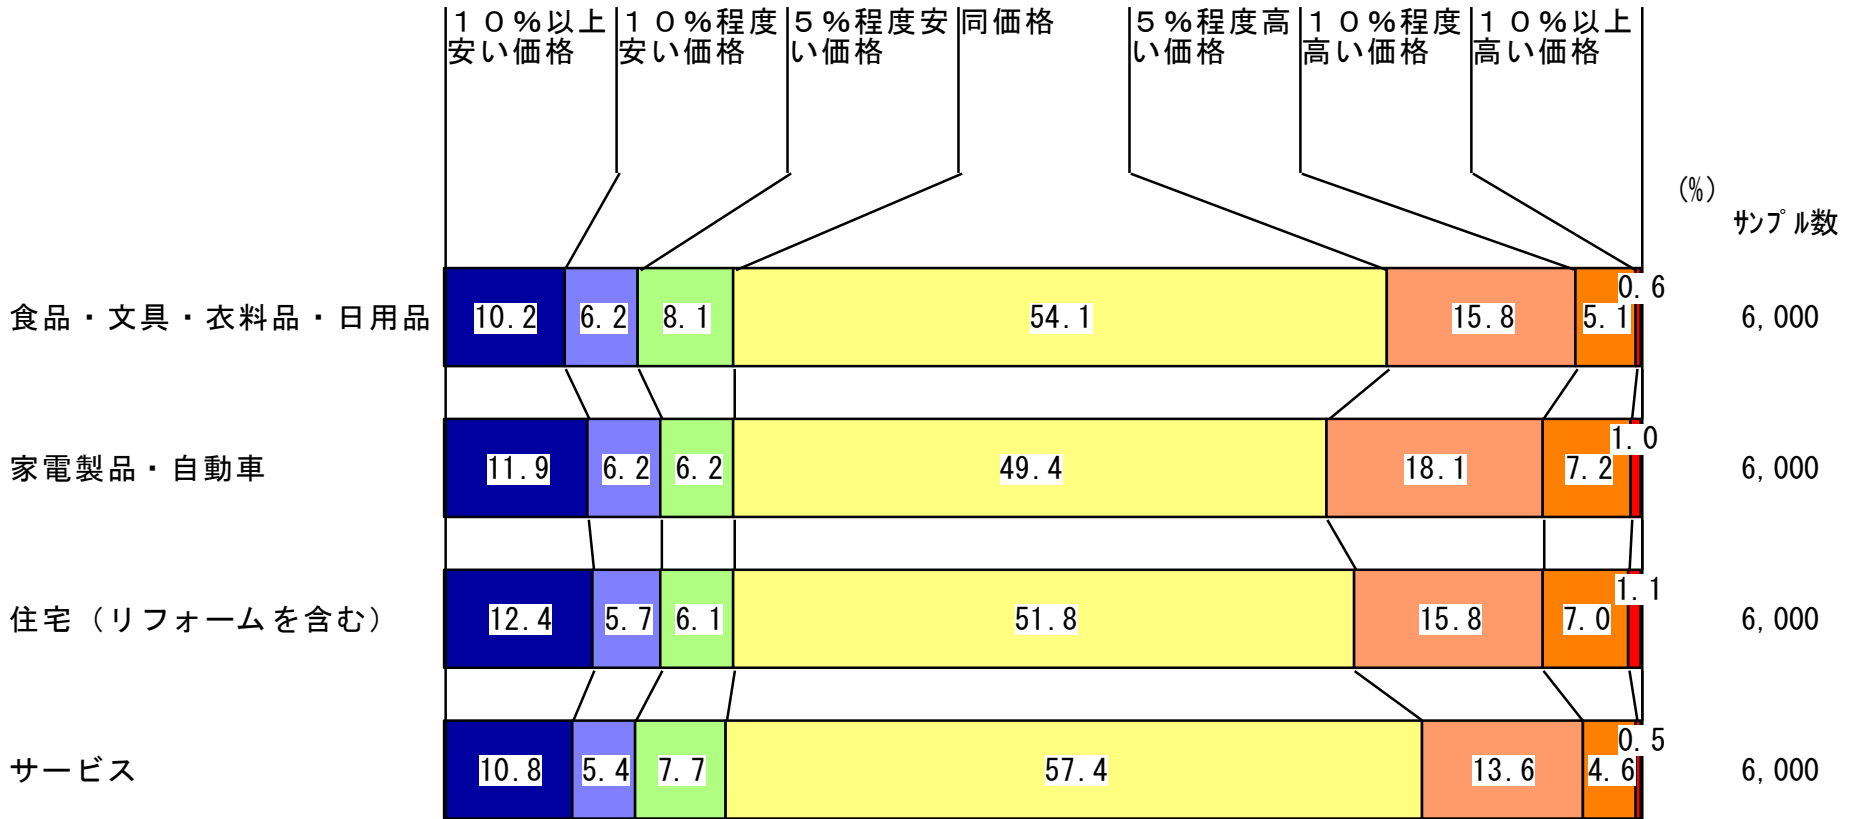 １０％以上
安い価格
１０％程度
安い価格
５％程度安
い価格
同価格
５％程度高
い価格
１０％程度
高い価格
１０％以上
高い価格
(%)
ｻﾝﾌﾟﾙ数
食品・文具・衣料品・日用品 10.2 6.2 8.1 54.1 15.8 5.1 0.6 6,000
家電製品・自動車 11.9 6.2 6.2 49.4 18.1 7.2 1.0 6,000
住宅（リフォームを含む） 12.4 5.7 6.1 51.8 15.8 7.0 1.1 6,000
サービス 10.8 5.4 7.7 57.4 13.6 4.6 0.5 6,000